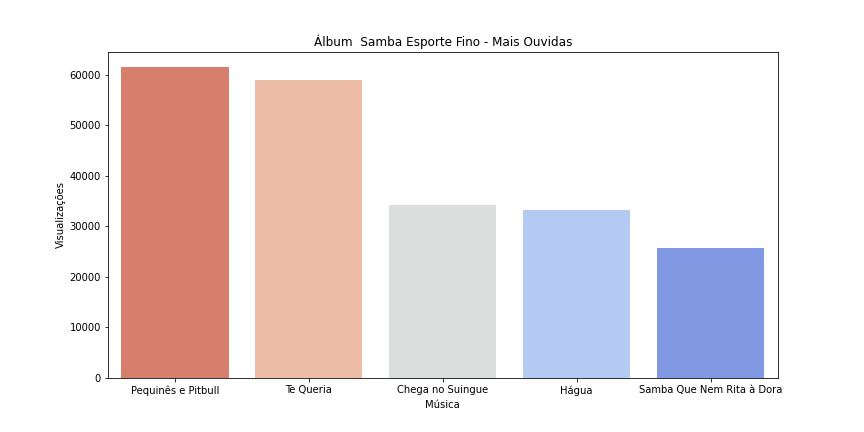 Álbum  Samba Esporte Fino - Mais Ouvidas
Visualizações
60000
50000
40000
30000
20000
10000
0
Pequinês e Pitbull
Te Queria
Chega no Suingue
Hágua
Samba Que Nem Rita à Dora
Música